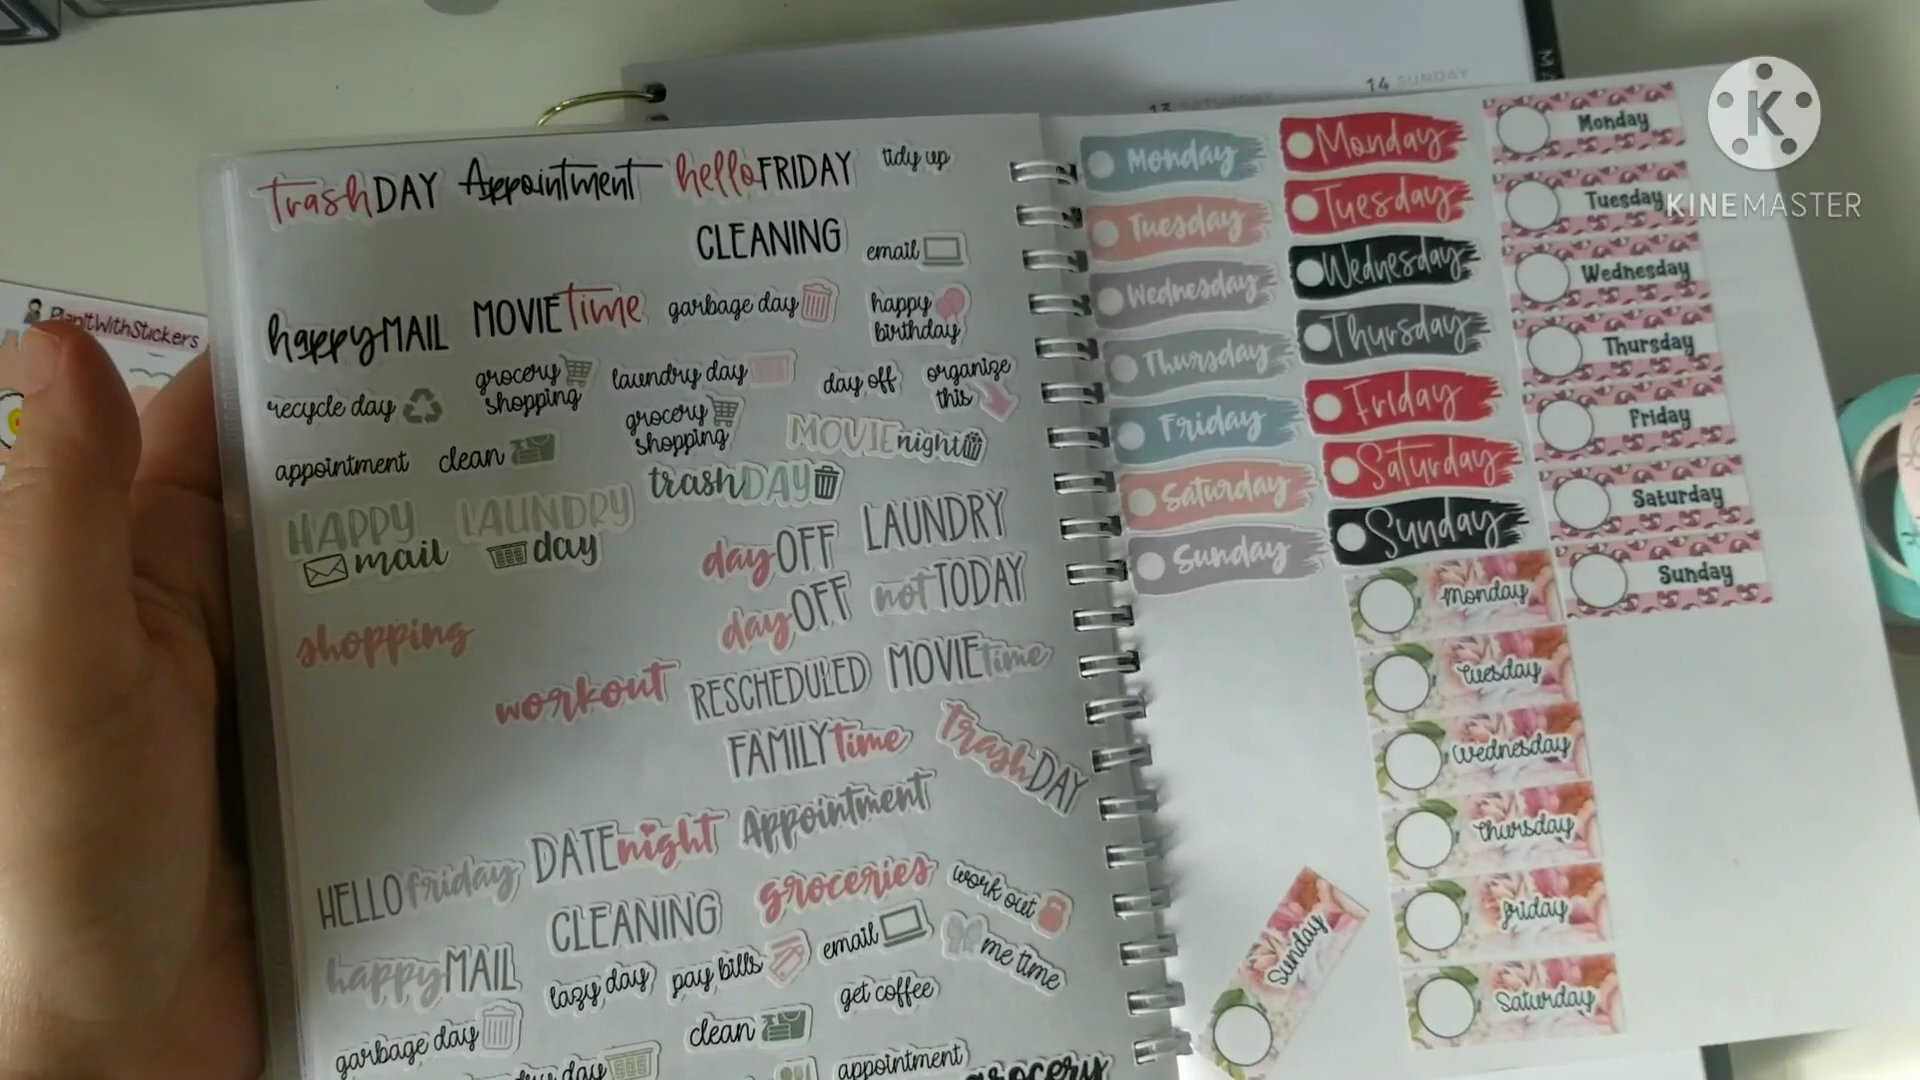 14 SUNDAY
13 SATURDAY
KINEMASTER
PlanItWithStickers
trashDAY
Appointment
helloFRIDAY
tidy up
CLEANING
email
happyMAIL
MOVIEtime
garbage day
happy
birthday
recycle day
grocery
shopping
laundry day
day off
organize
this
grocery
shopping
MOVIEnight
appointment
clean
trashDAY
HAPPY
mail
LAUNDRY
day
dayOFF
LAUNDRY
dayOFF
notTODAY
shopping
workout
RESCHEDULED
MOVIEtime
FAMILYtime
trashDAY
HELLOfriday
DATEnight
Appointment
CLEANING
groceries
work out
happyMAIL
lazy day
pay bills
email
me time
get coffee
garbage day
clean
appointment
grocery
Monday
Tuesday
Wednesday
Thursday
Friday
Saturday
Sunday
Monday
Tuesday
Wednesday
Thursday
Friday
Saturday
Sunday
Monday
Tuesday
Wednesday
Thursday
Friday
Saturday
Sunday
Monday
Tuesday
Wednesday
Thursday
Friday
Saturday
Sunday